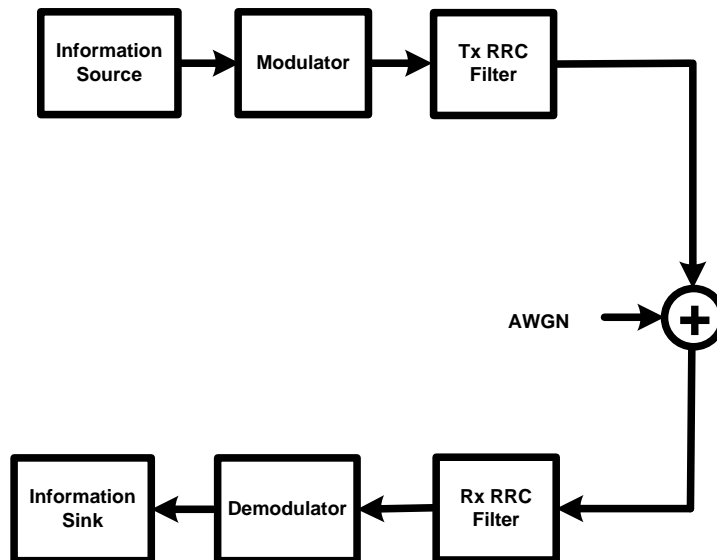 Information
Source
Modulator
Tx RRC
Filter
AWGN
+
Information
Sink
Demodulator
Rx RRC
Filter